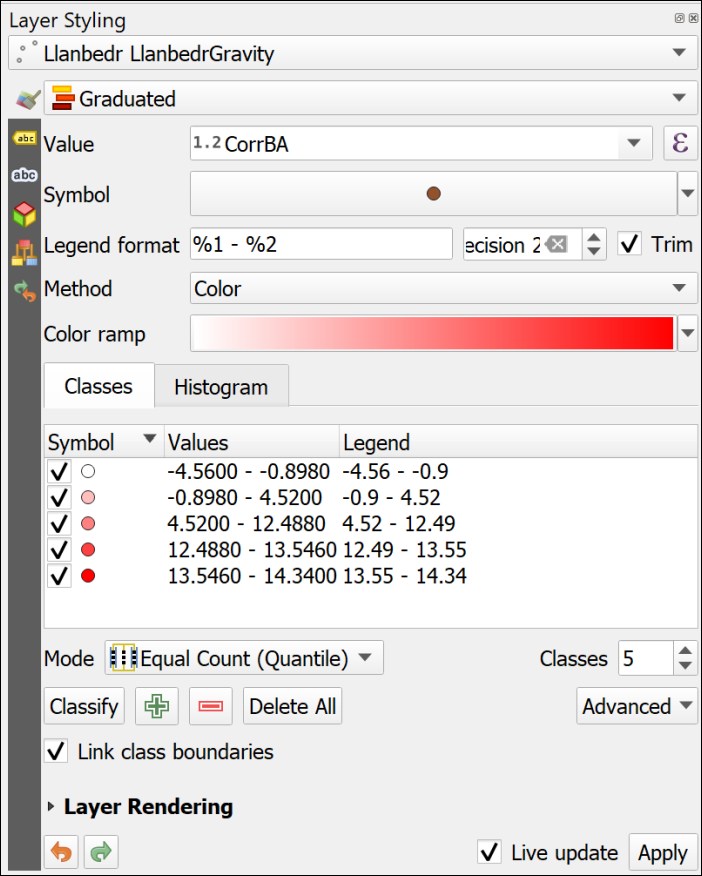 Layer Styling
Llanbedr LlanbedrGravity
Graduated
abc
Value 1.2 CorrBA ε
abc
Symbol
Legend format %1 - %2 ecision 2 Trim
Method Color
Color ramp
Classes Histogram
Symbol Values Legend
-4.5600 - -0.8980 -4.56 - -0.9
-0.8980 - 4.5200 -0.9 - 4.52
4.5200 - 12.4880 4.52 - 12.49
12.4880 - 13.5460 12.49 - 13.55
13.5460 - 14.3400 13.55 - 14.34
Mode Equal Count (Quantile) Classes 5
Classify Delete All Advanced
Link class boundaries
Layer Rendering
Live update Apply